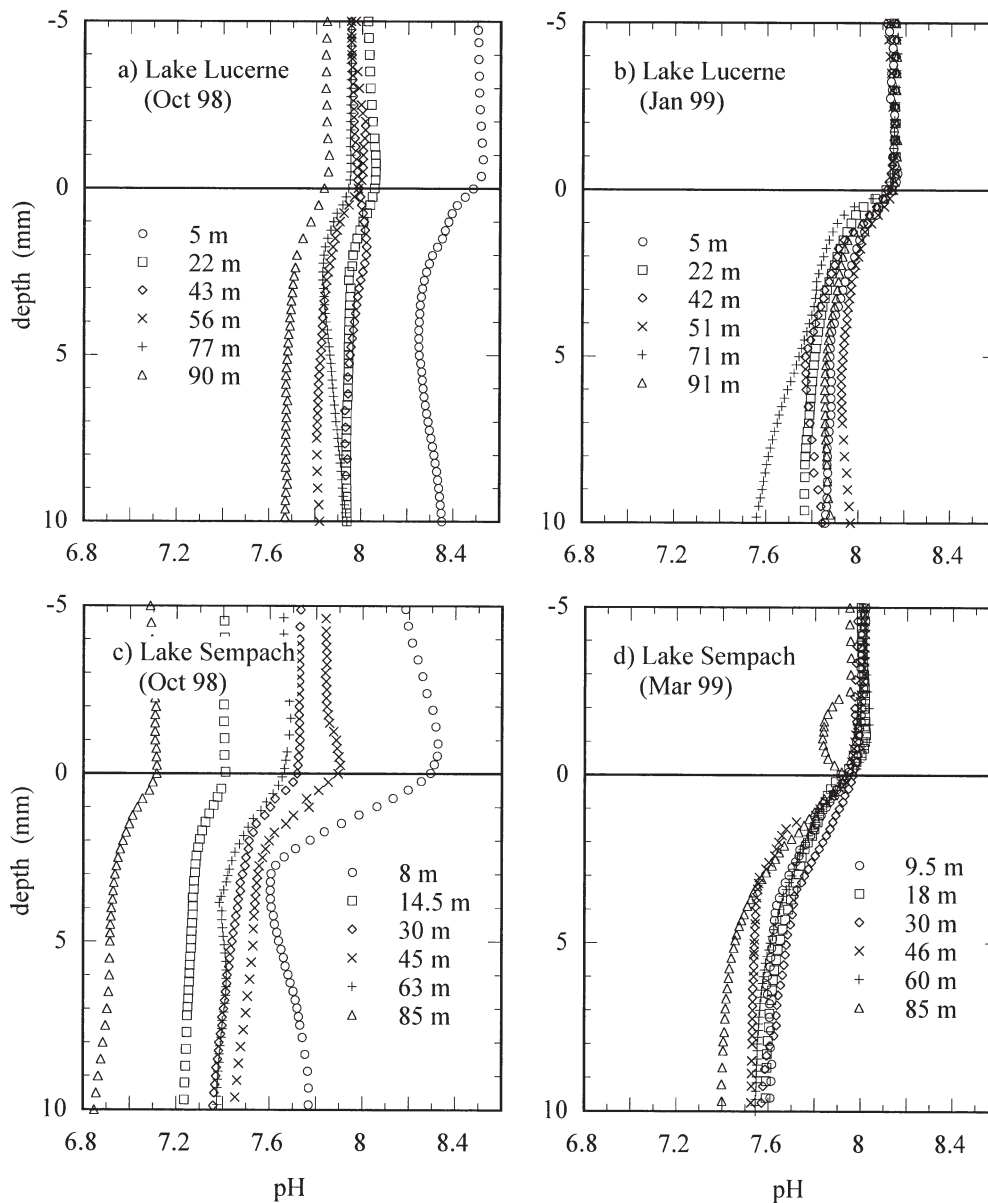 -5
a) Lake Lucerne
(Oct 98)
0
5 m
22 m
43 m
56 m
77 m
90 m
5
10
6.8
7.2
7.6
8
8.4
depth (mm)
b) Lake Lucerne
(Jan 99)
5 m
22 m
42 m
51 m
71 m
91 m
10
6.8
7.2
7.6
8
8.4
-5
c) Lake Sempach
(Oct 98)
0
8 m
14.5 m
30 m
45 m
63 m
85 m
5
10
6.8
7.2
7.6
8
8.4
depth (mm)
pH
-5
d) Lake Sempach
(Mar 99)
0
9.5 m
18 m
30 m
46 m
60 m
85 m
5
10
6.8
7.2
7.6
8
8.4
pH